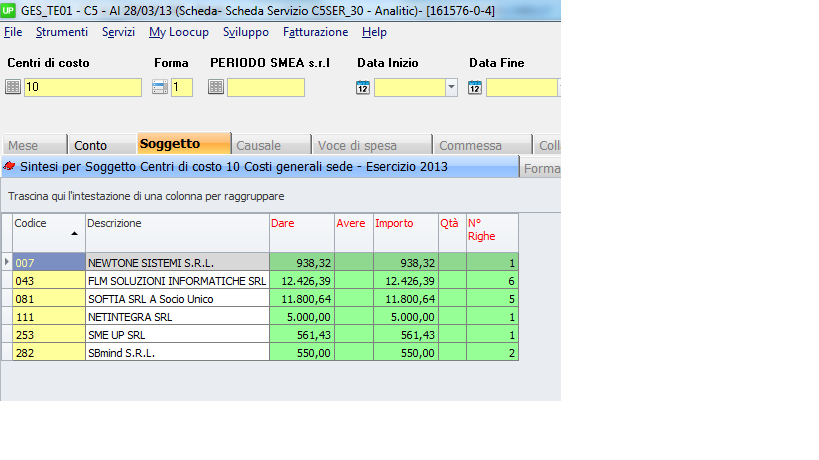 UP GES_TE01 - C5 - Al 28/03/13 (Scheda- Scheda Servizio C5SER_30 - Analitic)- [161576-0-4]
File Strumenti Servizi My Loocup Sviluppo Fatturazione Help
Centri di costo Forma PERIODO SMEA s.r.l Data Inizio Data Fine
10 1 12 12
Mese Conto Soggetto Causale Voce di spesa Commessa Coll
Sintesi per Soggetto Centri di costo 10 Costi generali sede - Esercizio 2013 Forma
Trascina qui l'intestazione di una colonna per raggruppare
Codice Descrizione Dare Avere Importo Qtà N° Righe
007 NEWTONE SISTEMI S.R.L. 938,32 938,32 1
043 FLM SOLUZIONI INFORMATICHE SRL 12.426,39 12.426,39 6
081 SOFTIA SRL A Socio Unico 11.800,64 11.800,64 5
111 NETINTEGRA SRL 5.000,00 5.000,00 1
253 SME UP SRL 561,43 561,43 1
282 SBmind S.R.L. 550,00 550,00 2